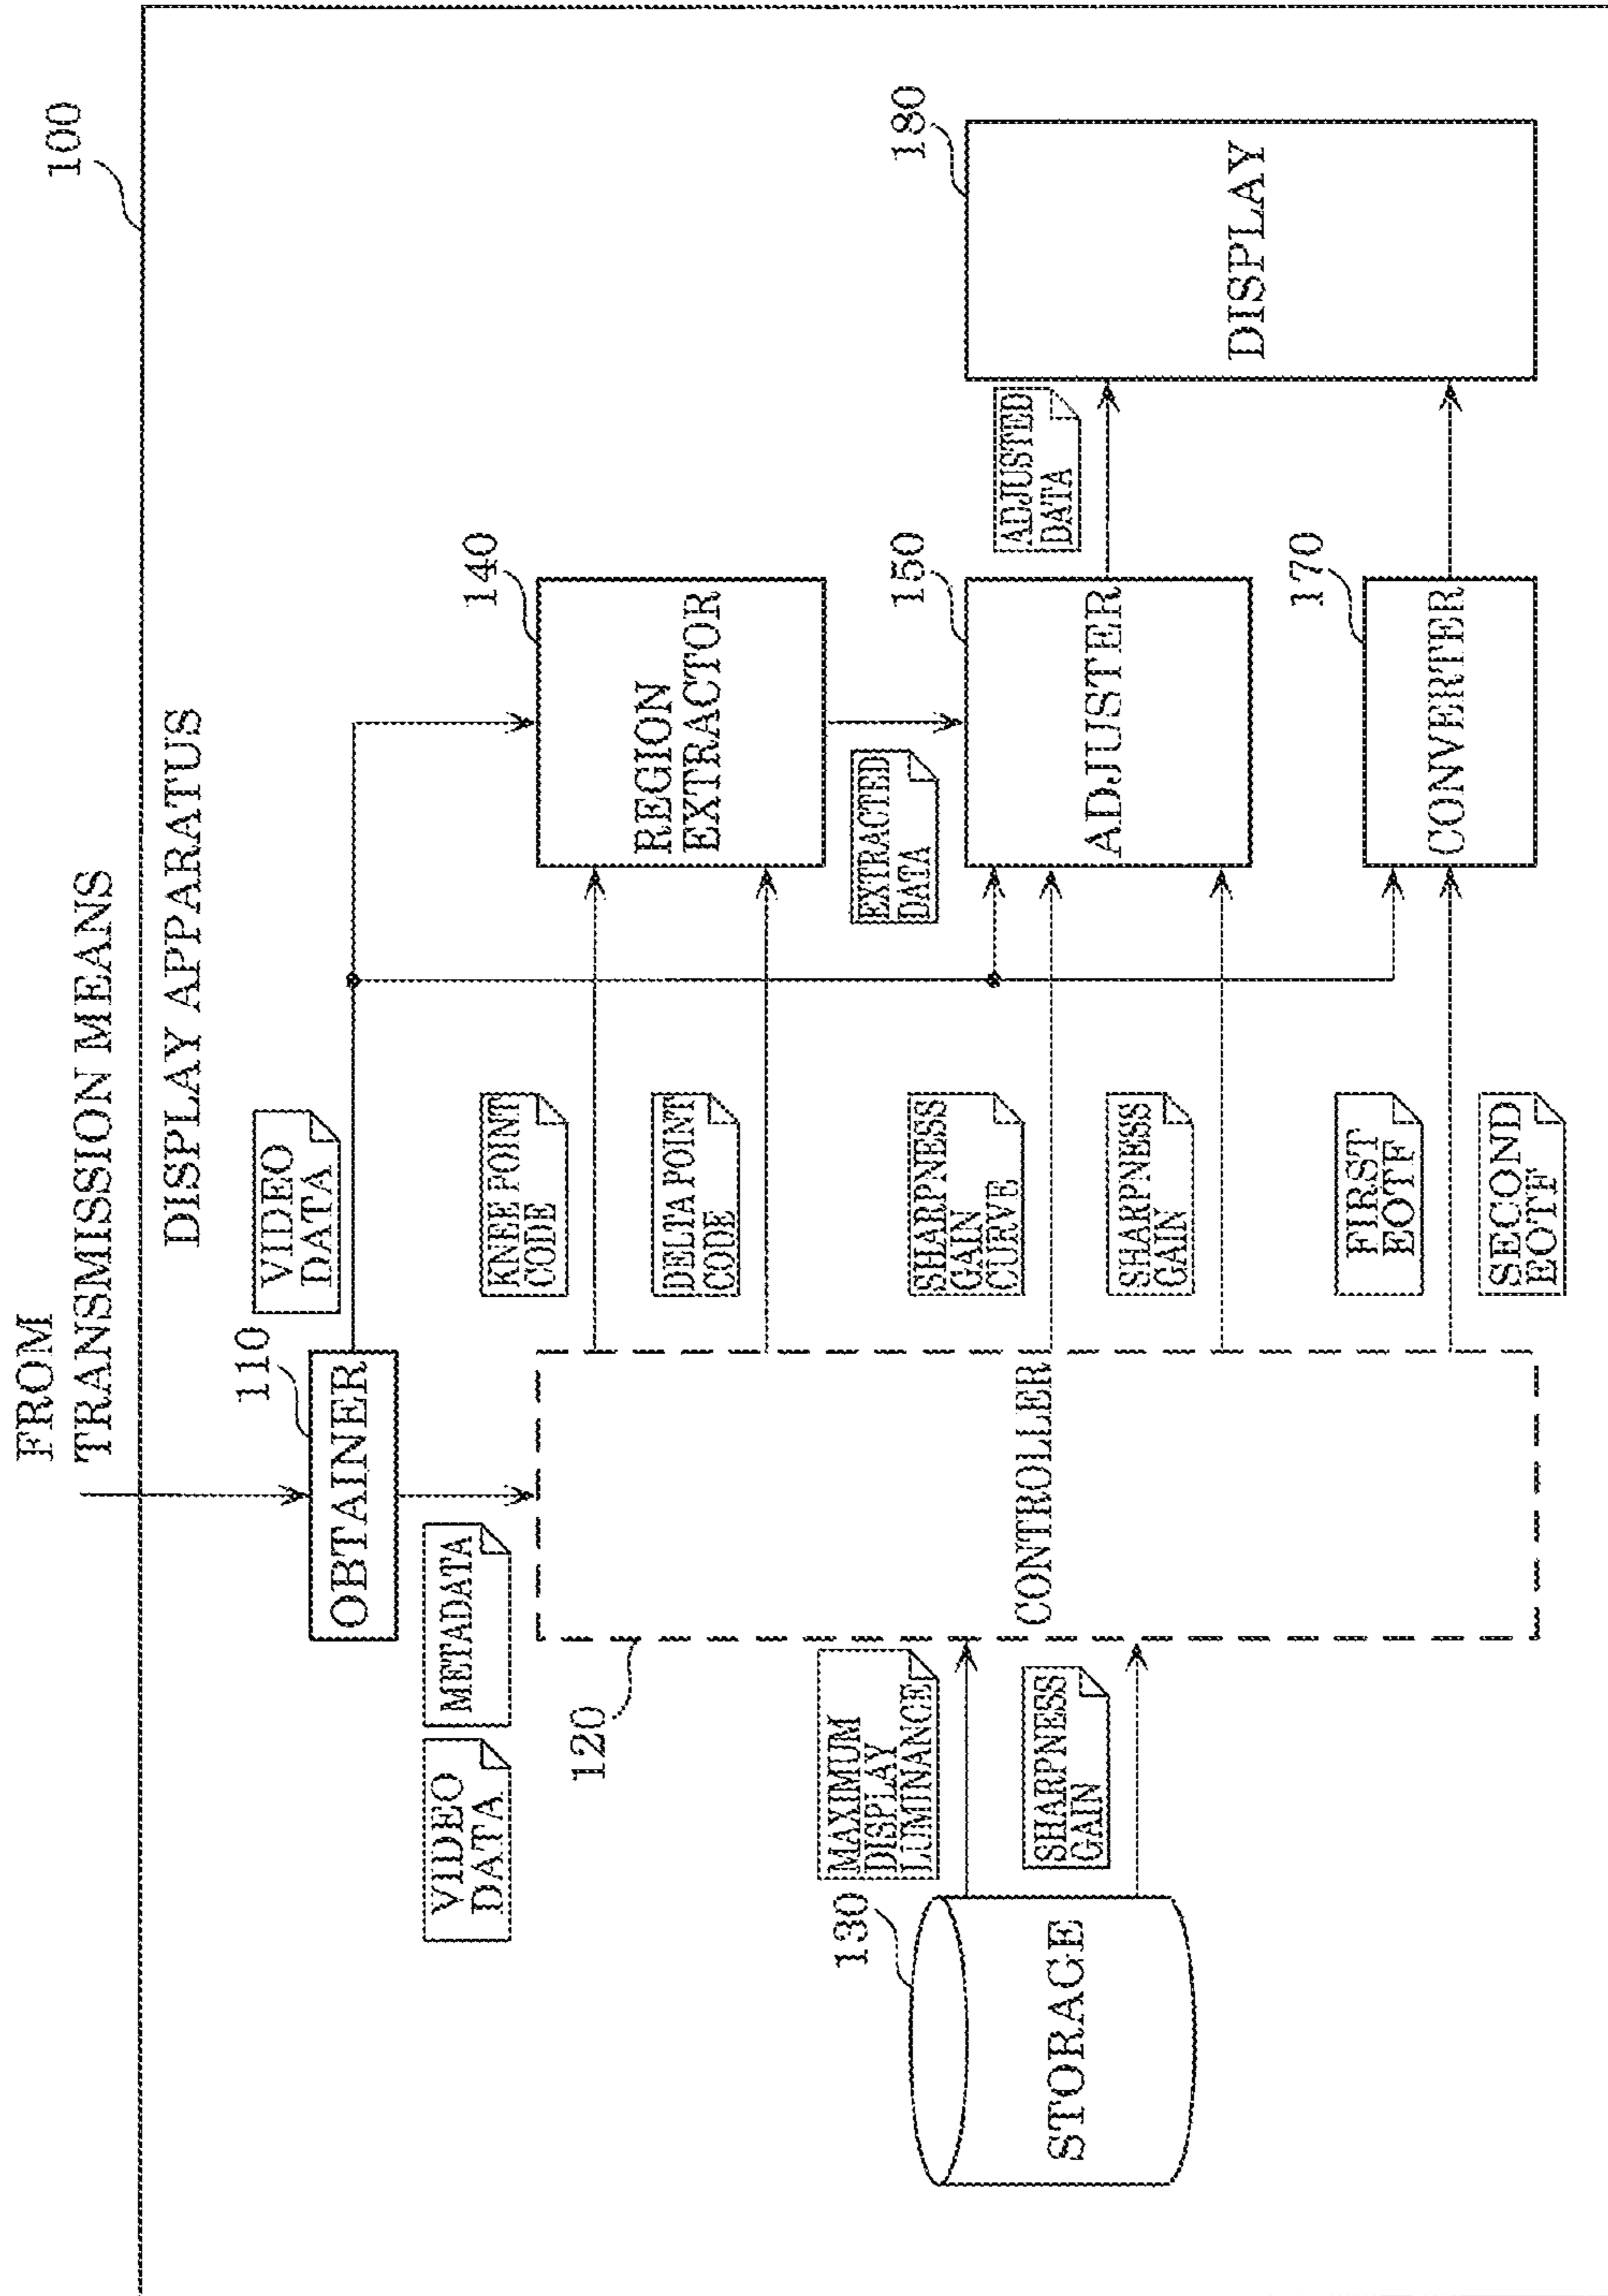 FROM
TRANSMISSION MEANS
100
DISPLAY APPARATUS
110
OBTAINER
VIDEO
DATA
VIDEO
DATA
METADATA
120
CONTROLLER
130
STORAGE
MAXIMUM
DISPLAY
LUMINANCE
SHARPNESS
GAIN
KNEE POINT
CODE
DELTA POINT
CODE
SHARPNESS
GAIN
CURVE
SHARPNESS
GAIN
FIRST
EOTF
SECOND
EOTF
140
REGION
EXTRACTOR
EXTRACTED
DATA
150
ADJUSTER
170
CONVERTER
ADJUSTED
DATA
180
DISPLAY